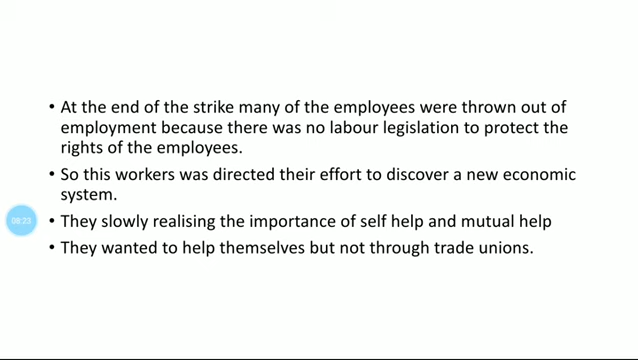 • At the end of the strike many of the employees were thrown out of
employment because there was no labour legislation to protect the
rights of the employees.
• So this workers was directed their effort to discover a new economic
system.
08:23
• They slowly realising the importance of self help and mutual help
• They wanted to help themselves but not through trade unions.